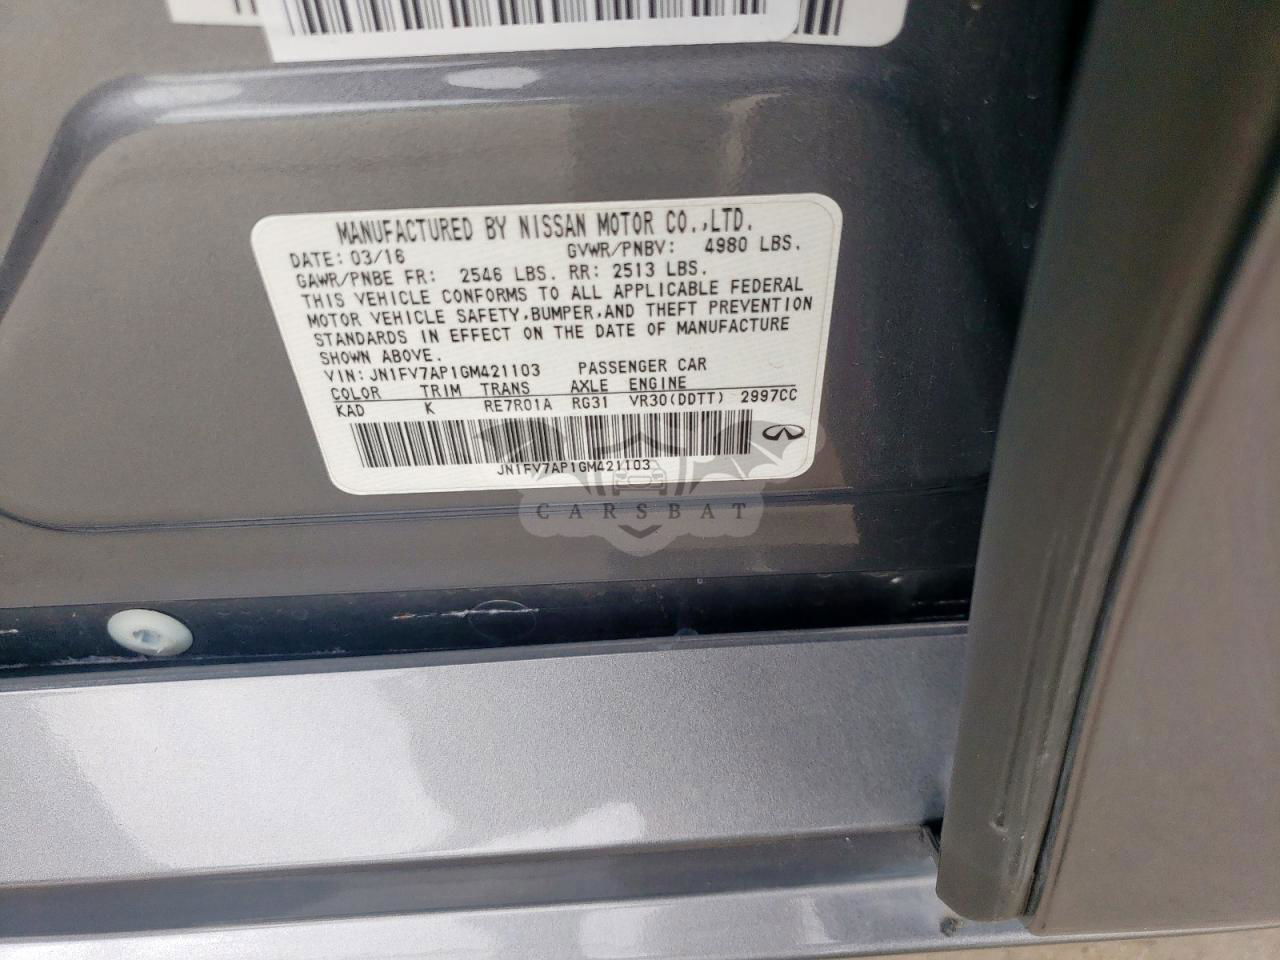 MANUFACTURED BY NISSAN MOTOR CO.,LTD.
DATE: 03/16 GVWR/PNBV: 4980 LBS.
GAWR/PNBE FR: 2546 LBS. RR: 2513 LBS.
THIS VEHICLE CONFORMS TO ALL APPLICABLE FEDERAL
MOTOR VEHICLE SAFETY,BUMPER,AND THEFT PREVENTION
STANDARDS IN EFFECT ON THE DATE OF MANUFACTURE
SHOWN ABOVE.
VIN: JN1FV7AP1GM421103 PASSENGER CAR
COLOR TRIM TRANS AXLE ENGINE
KAD K RE7R01A RG31 VR30(DDTT) 2997CC
JN1FV7AP1GM421103
CARSBAT